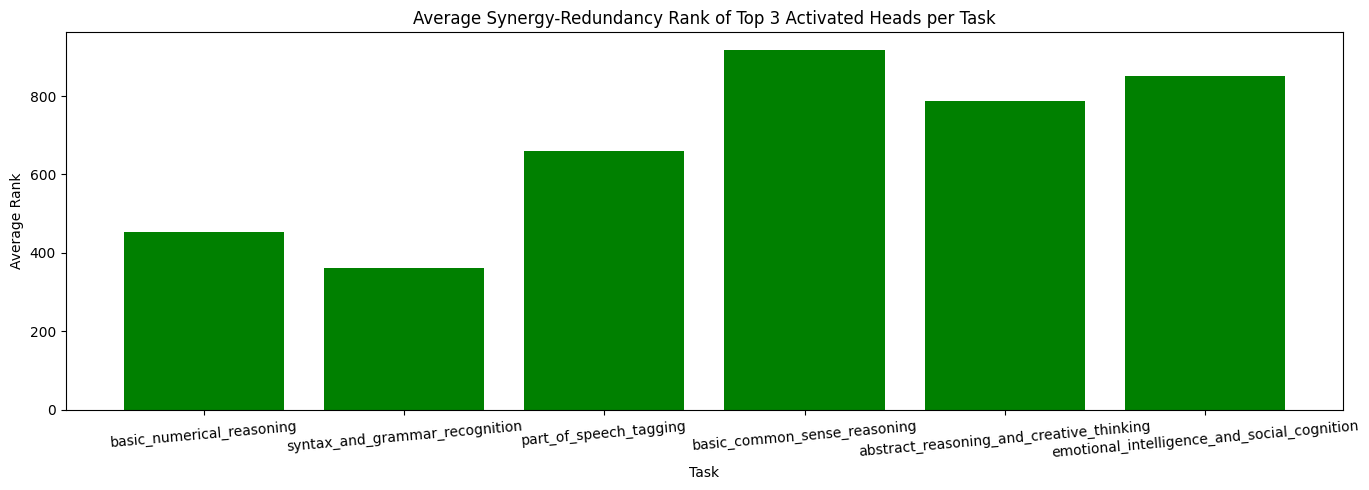 Average Synergy-Redundancy Rank of Top 3 Activated Heads per Task
Average Rank
800
600
400
200
0
basic_numerical_reasoning
syntax_and_grammar_recognition
part_of_speech_tagging
basic_common_sense_reasoning
abstract_reasoning_and_creative_thinking
emotional_intelligence_and_social_cognition
Task